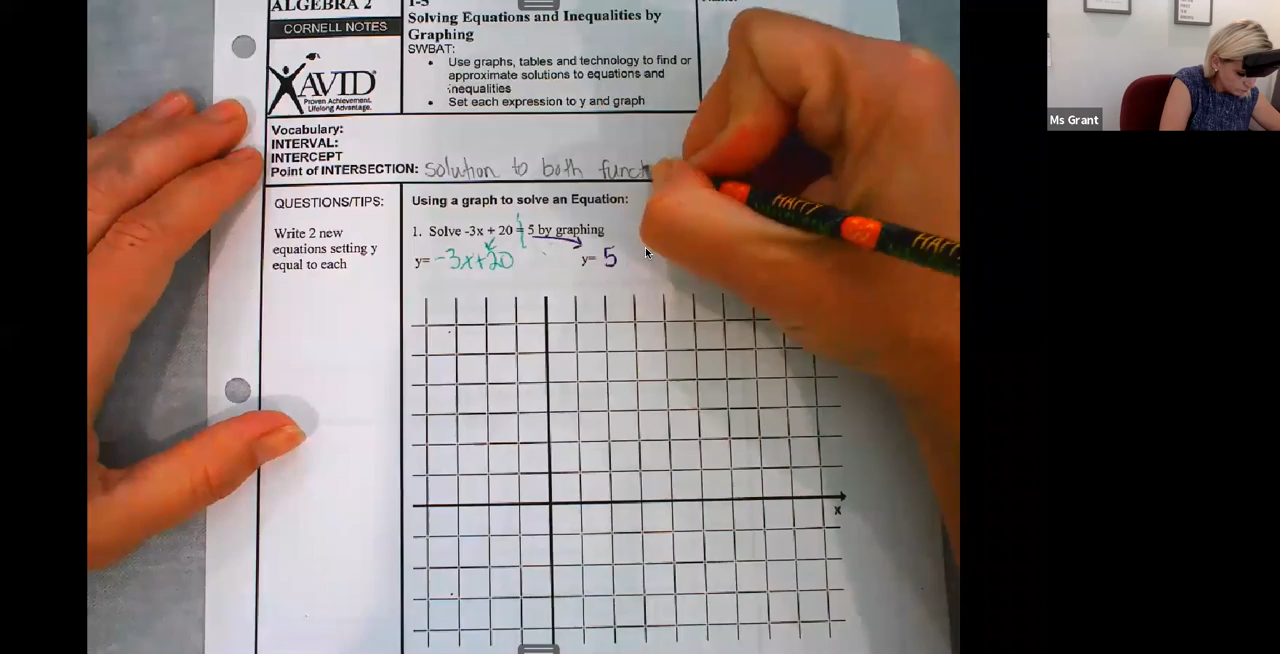 ALGEBRA 2
1-5
CORNELL NOTES
Solving Equations and Inequalities by
Graphing
SWBAT:
• Use graphs, tables and technology to find or
approximate solutions to equations and
inequalities
• Set each expression to y and graph
AVID
Proven Achievement.
Lifelong Advantage.
Vocabulary:
INTERVAL:
INTERCEPT
Point of INTERSECTION: solution to both funct
QUESTIONS/TIPS:
Write 2 new
equations setting y
equal to each
Using a graph to solve an Equation:
1. Solve -3x + 20 = 5 by graphing
y= -3x+20 y= 5
x
HAPPY
Ms Grant